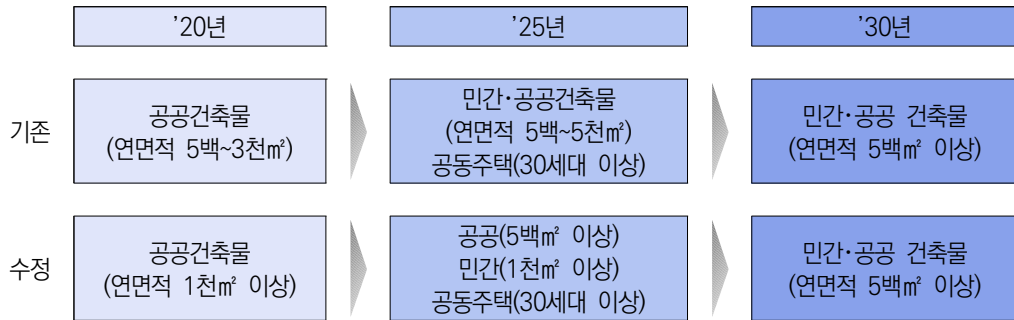 '20년
'25년
'30년
기존
공공건축물
(연면적 5백~3천㎡)
민간·공공건축물
(연면적 5백~5천㎡)
공동주택(30세대 이상)
민간·공공 건축물
(연면적 5백㎡ 이상)
수정
공공건축물
(연면적 1천㎡ 이상)
공공(5백㎡ 이상)
민간(1천㎡ 이상)
공동주택(30세대 이상)
민간·공공 건축물
(연면적 5백㎡ 이상)